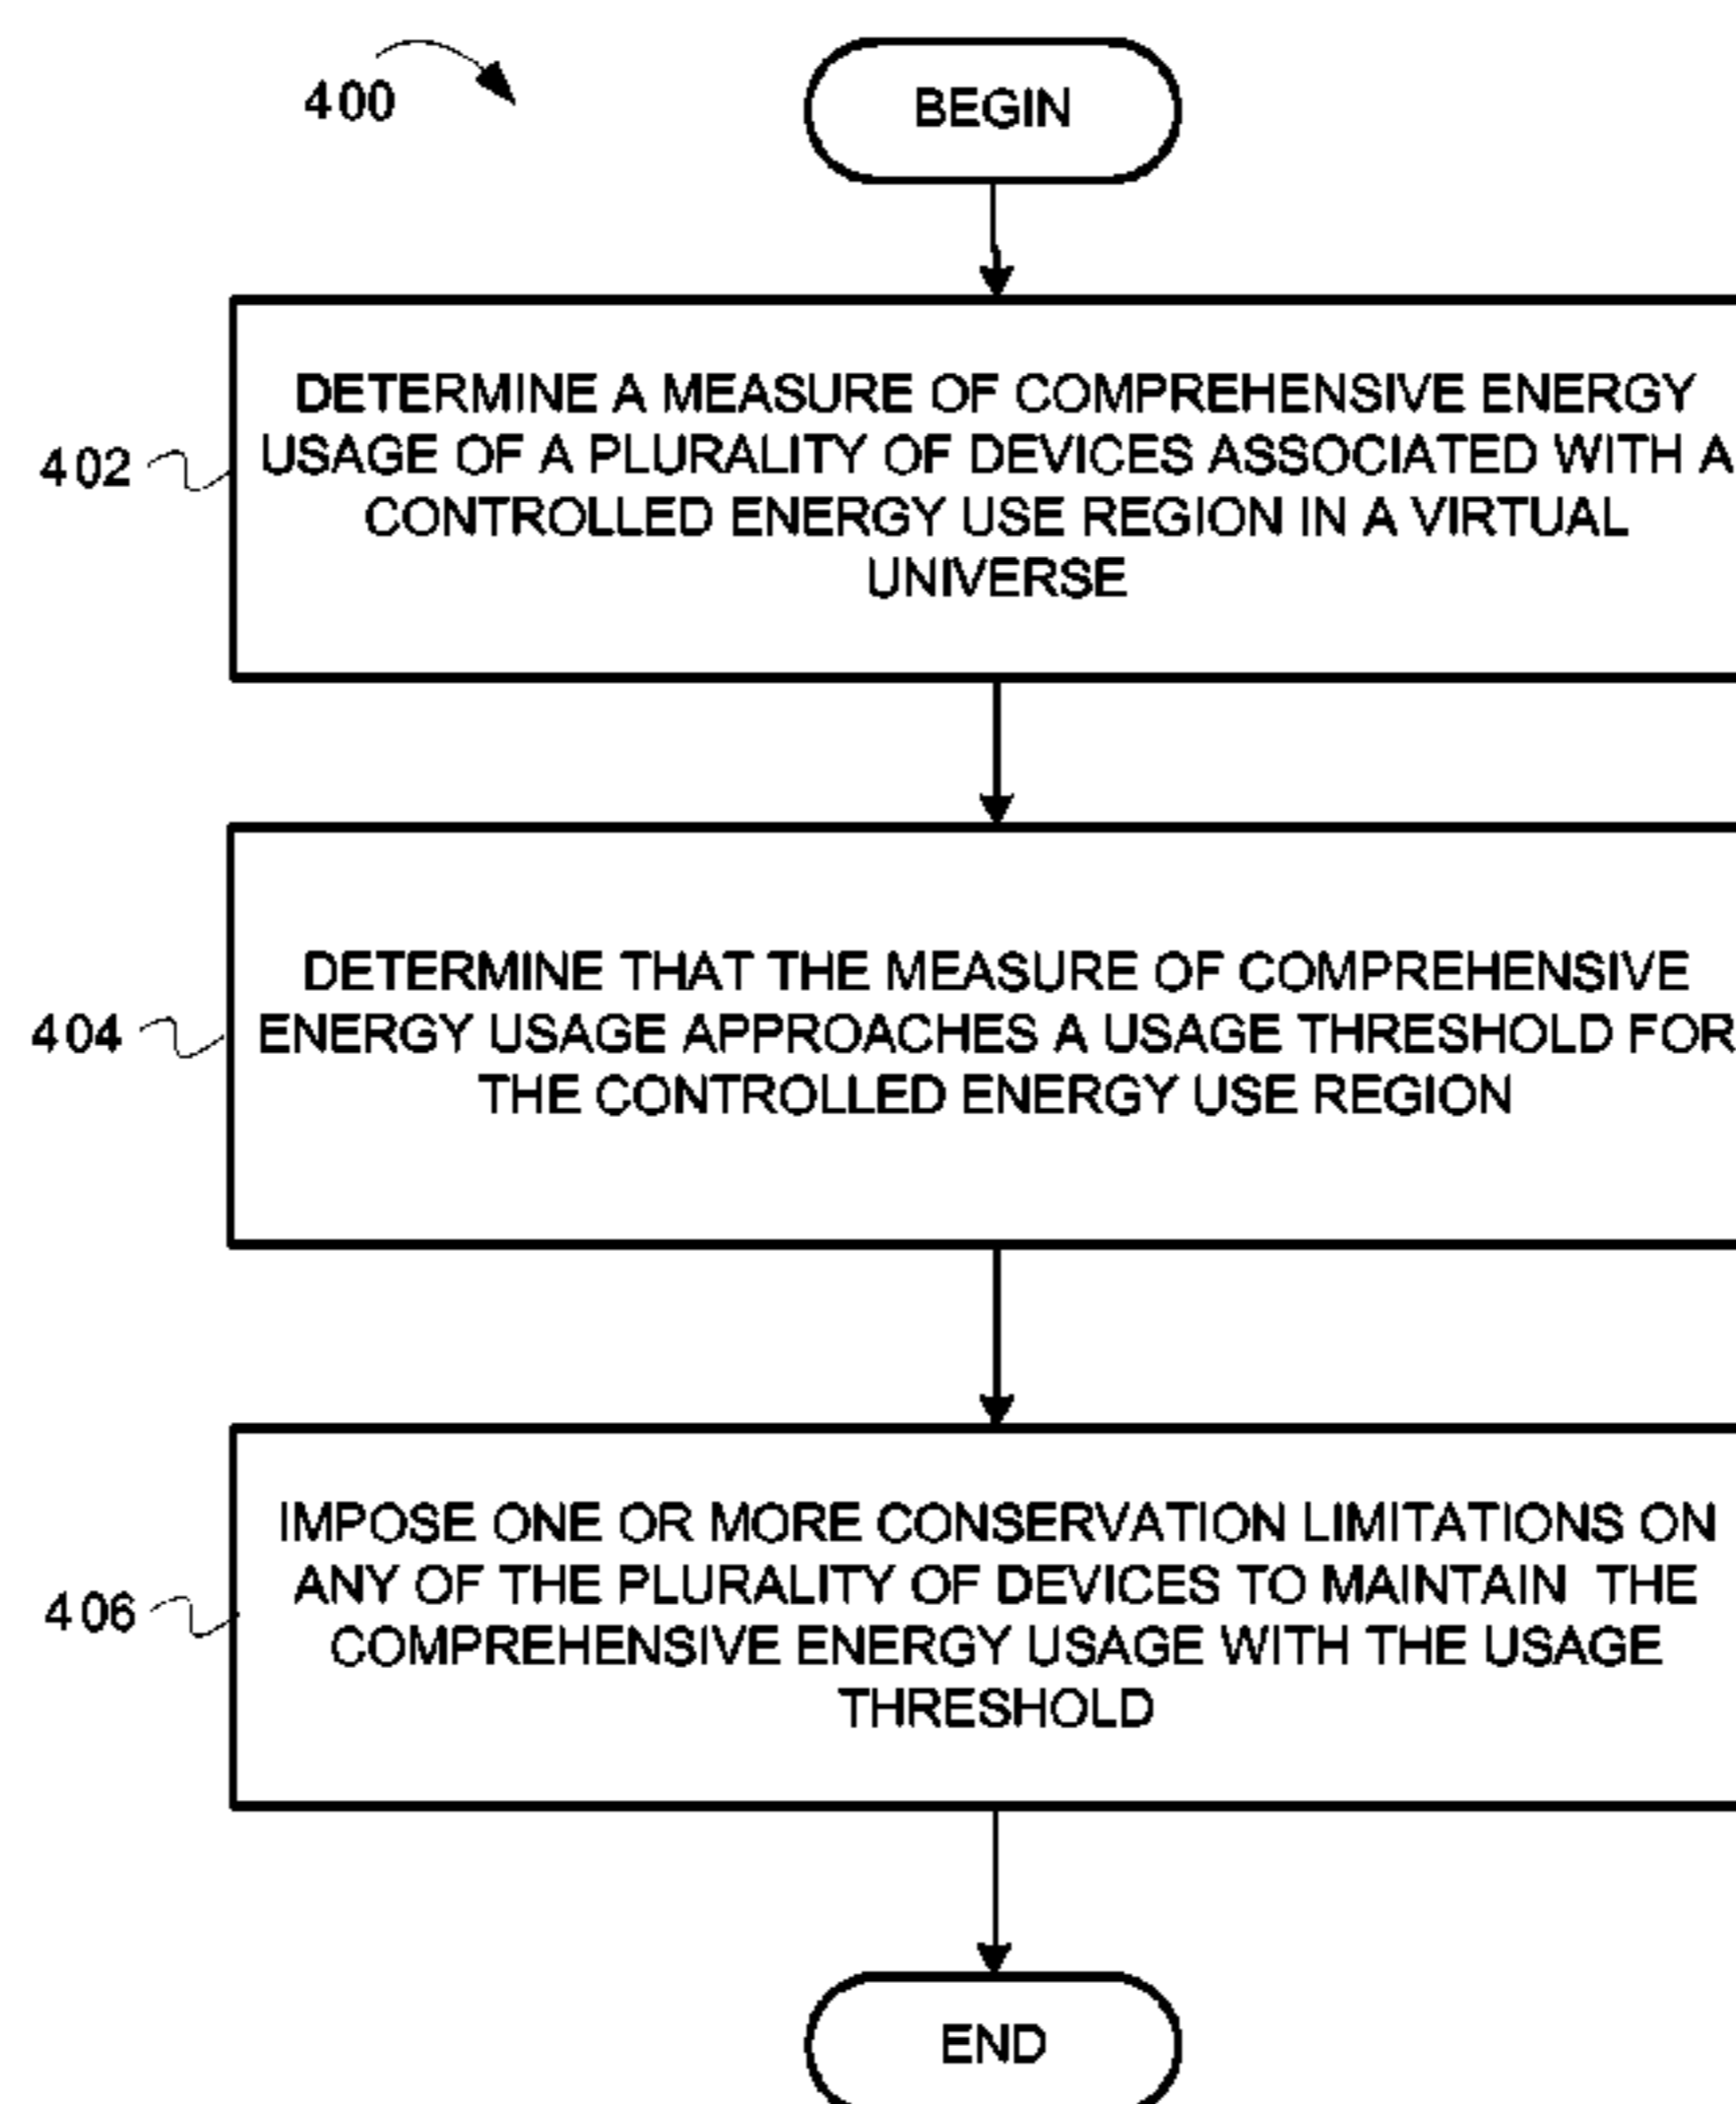 400
BEGIN
DETERMINE A MEASURE OF COMPREHENSIVE ENERGY
USAGE OF A PLURALITY OF DEVICES ASSOCIATED WITH A
CONTROLLED ENERGY USE REGION IN A VIRTUAL
UNIVERSE
402
DETERMINE THAT THE MEASURE OF COMPREHENSIVE
ENERGY USAGE APPROACHES A USAGE THRESHOLD FOR
THE CONTROLLED ENERGY USE REGION
404
IMPOSE ONE OR MORE CONSERVATION LIMITATIONS ON
ANY OF THE PLURALITY OF DEVICES TO MAINTAIN THE
COMPREHENSIVE ENERGY USAGE WITH THE USAGE
THRESHOLD
406
END